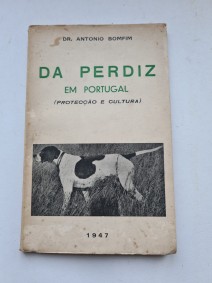 DR. ANTONIO BOMFIM
DA PERDIZ
EM PORTUGAL
(PROTECÇÃO E CULTURA)
1947